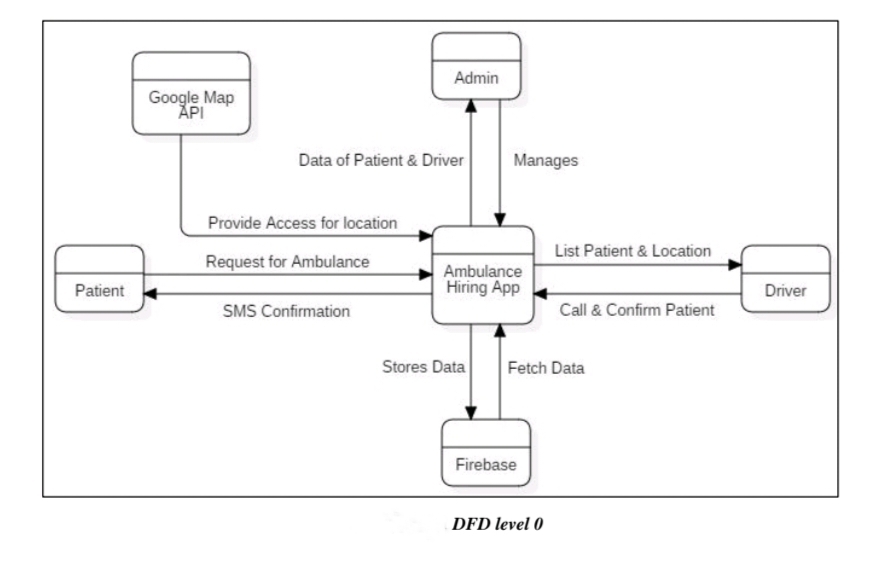 Admin
Google Map
API
Data of Patient & Driver
Manages
Provide Access for location
Request for Ambulance
Ambulance
Hiring App
List Patient & Location
Patient
Driver
SMS Confirmation
Call & Confirm Patient
Stores Data
Fetch Data
Firebase
DFD level 0